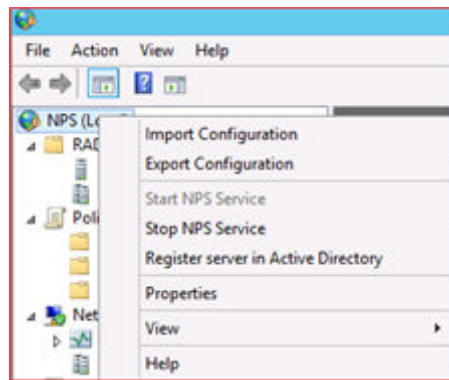 File Action View Help
NPS (L
RAD
Poli
Net
Import Configuration
Export Configuration
Start NPS Service
Stop NPS Service
Register server in Active Directory
Properties
View
Help